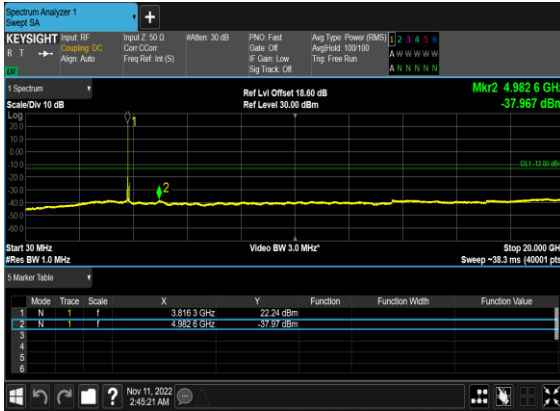 Spectrum Analyzer 1
Swept SA
+
KEYSIGHT Input: RF Input Z: 50 Ω #Atten: 30 dB PNO: Fast Avg Type: Power (RMS) 1 2 3 4 5 6
R T Coupling: DC Corr CCorr Gate: Off Avg|Hold: 100/100 A W W W W W
Align: Auto Freq Ref: Int (S) IF Gain: Low Trig: Free Run
Sig Track: Off A N N N N N
1 Spectrum Ref Lvl Offset 18.60 dB Mkr2 4.982 6 GHz
Scale/Div 10 dB Ref Level 30.00 dBm -37.967 dBm
Log
20.0
10.0
0.00
-10.0
DL1 -13.00 dBm
-20.0
-30.0
-40.0
-50.0
-60.0
1
2
Start 30 MHz Video BW 3.0 MHz* Stop 20.000 GHz
#Res BW 1.0 MHz Sweep ~38.3 ms (40001 pts)
5 Marker Table
Mode Trace Scale X Y Function Function Width Function Value
1 N 1 f 3.816 3 GHz 22.24 dBm
2 N 1 f 4.982 6 GHz -37.97 dBm
3
4
5
6
? Nov 11, 2022
2:45:21 AM